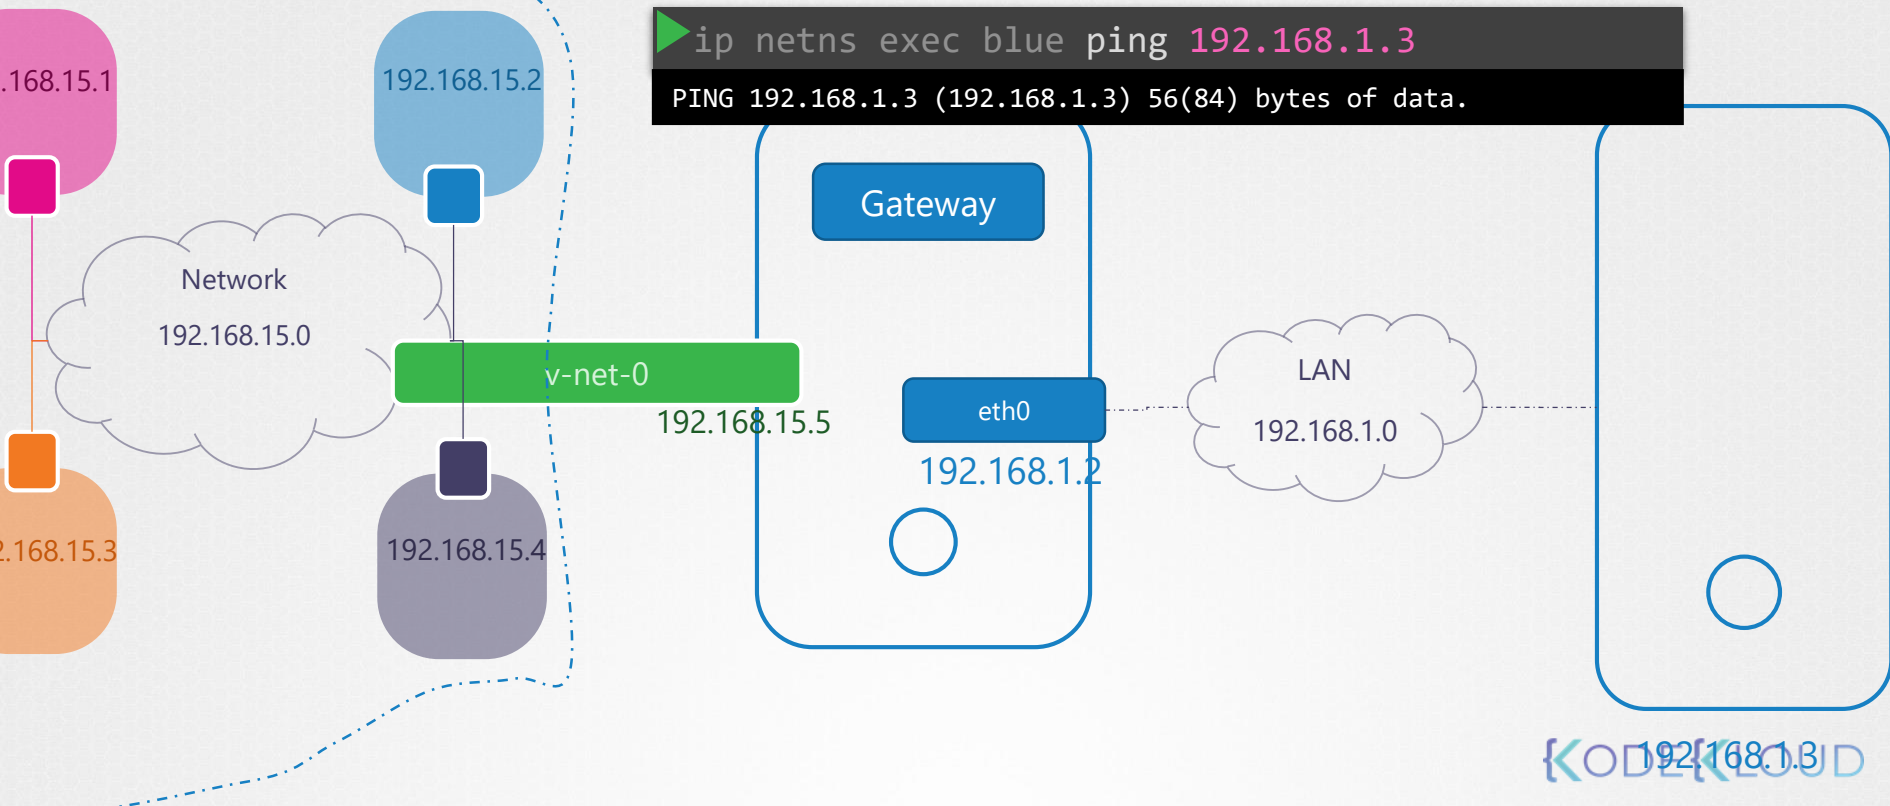 ip netns exec blue ping 192.168.1.3
PING 192.168.1.3 (192.168.1.3) 56(84) bytes of data.
.168.15.1
192.168.15.2
Gateway
Network
192.168.15.0
v-net-0
192.168.15.5
eth0
192.168.1.2
LAN
192.168.1.0
2.168.15.3
192.168.15.4
192.168.1.3
KODEKLOUD